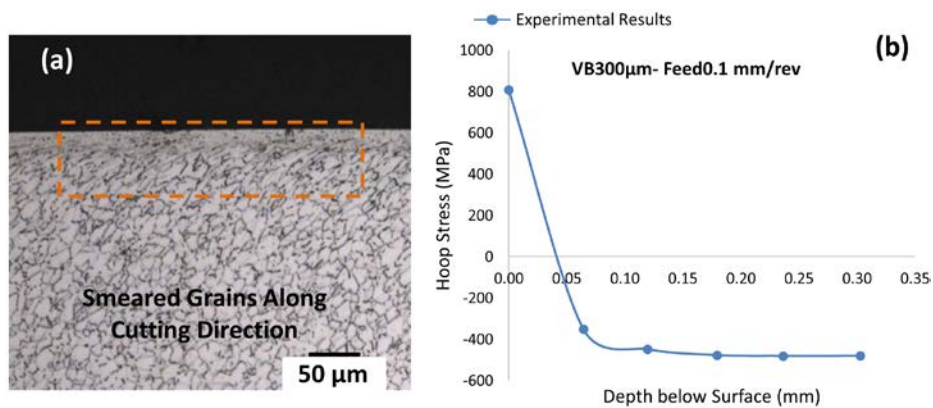 (a)
Smeared Grains Along
Cutting Direction
50 µm
Experimental Results
(b)
VB300µm- Feed0.1 mm/rev
Hoop Stress (MPa)
1000
800
600
400
200
0
-200
-400
-600
0.00 0.05 0.10 0.15 0.20 0.25 0.30 0.35
Depth below Surface (mm)